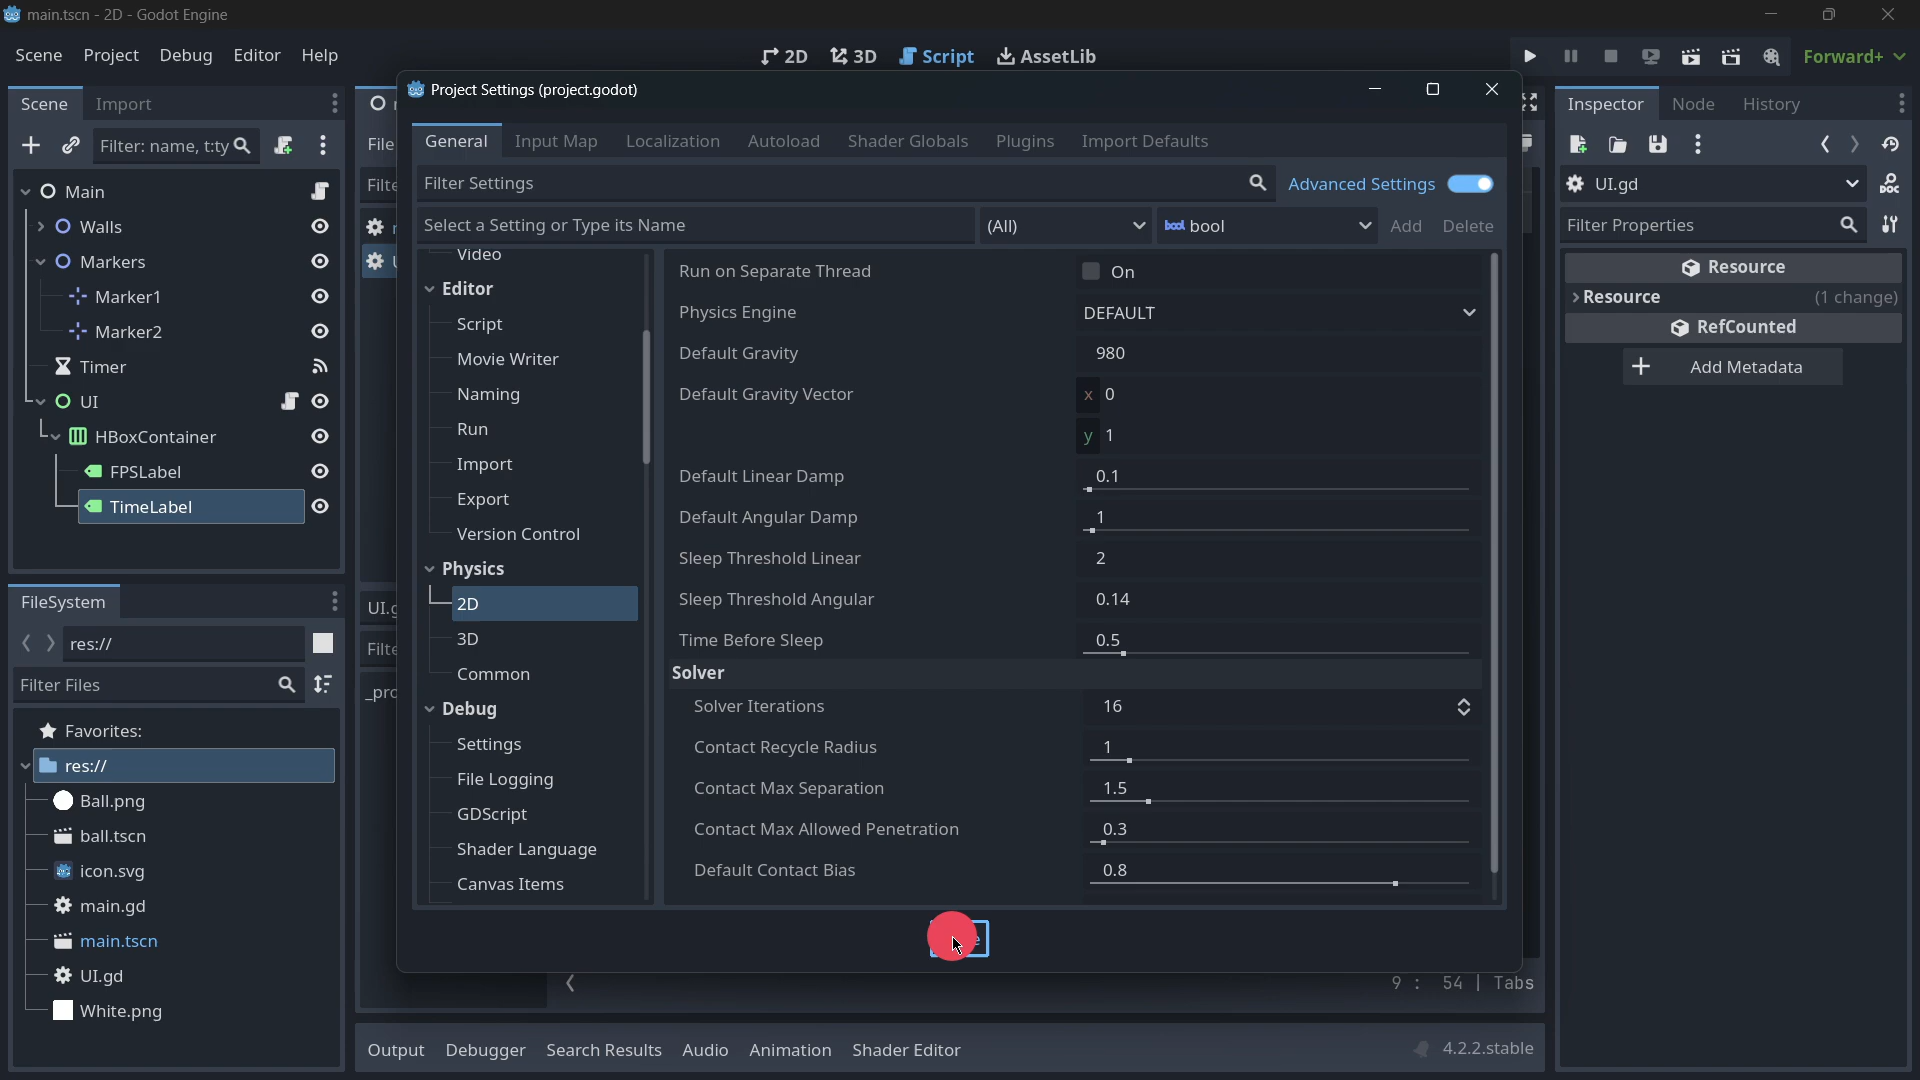 main.tscn - 2D - Godot Engine
Scene Project Debug Editor Help
2D 3D Script AssetLib
Forward+
Scene Import
Filter: name, t:ty
Main
Walls
Markers
Marker1
Marker2
Timer
UI
HBoxContainer
FPSLabel
TimeLabel
FileSystem
res://
Filter Files
Favorites:
res://
Ball.png
ball.tscn
icon.svg
main.gd
main.tscn
UI.gd
White.png
File
Filte
UI.g
Filte
_pro
Project Settings (project.godot)
General Input Map Localization Autoload Shader Globals Plugins Import Defaults
Filter Settings
Advanced Settings
Select a Setting or Type its Name
(All)
bool bool
Add Delete
Video
Editor
Script
Movie Writer
Naming
Run
Import
Export
Version Control
Physics
2D
3D
Common
Debug
Settings
File Logging
GDScript
Shader Language
Canvas Items
Run on Separate Thread On
Physics Engine DEFAULT
Default Gravity 980
Default Gravity Vector x 0
y 1
Default Linear Damp 0.1
Default Angular Damp 1
Sleep Threshold Linear 2
Sleep Threshold Angular 0.14
Time Before Sleep 0.5
Solver
Solver Iterations 16
Contact Recycle Radius 1
Contact Max Separation 1.5
Contact Max Allowed Penetration 0.3
Default Contact Bias 0.8
9 : 54 | Tabs
Output Debugger Search Results Audio Animation Shader Editor
4.2.2.stable
Inspector Node History
UI.gd
DOC
Filter Properties
Resource
Resource (1 change)
RefCounted
Add Metadata